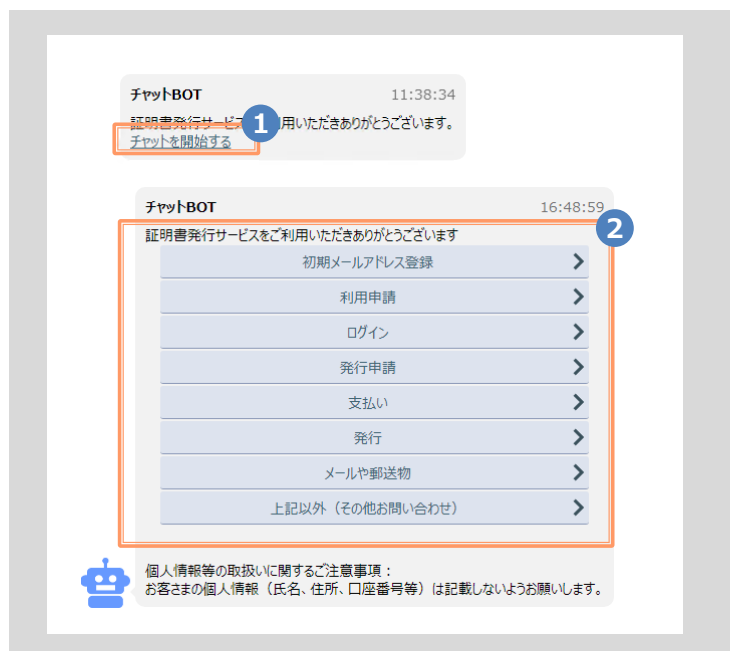 チャットBOT 11:38:34
証明書発行サービス 用いただきありがとうございます。
1
チャットを開始する
チャットBOT 16:48:59
2
証明書発行サービスをご利用いただきありがとうございます
初期メールアドレス登録
利用申請
ログイン
発行申請
支払い
発行
メールや郵送物
上記以外（その他お問い合わせ）
個人情報等の取扱いに関するご注意事項：
お客さまの個人情報（氏名、住所、口座番号等）は記載しないようお願いします。